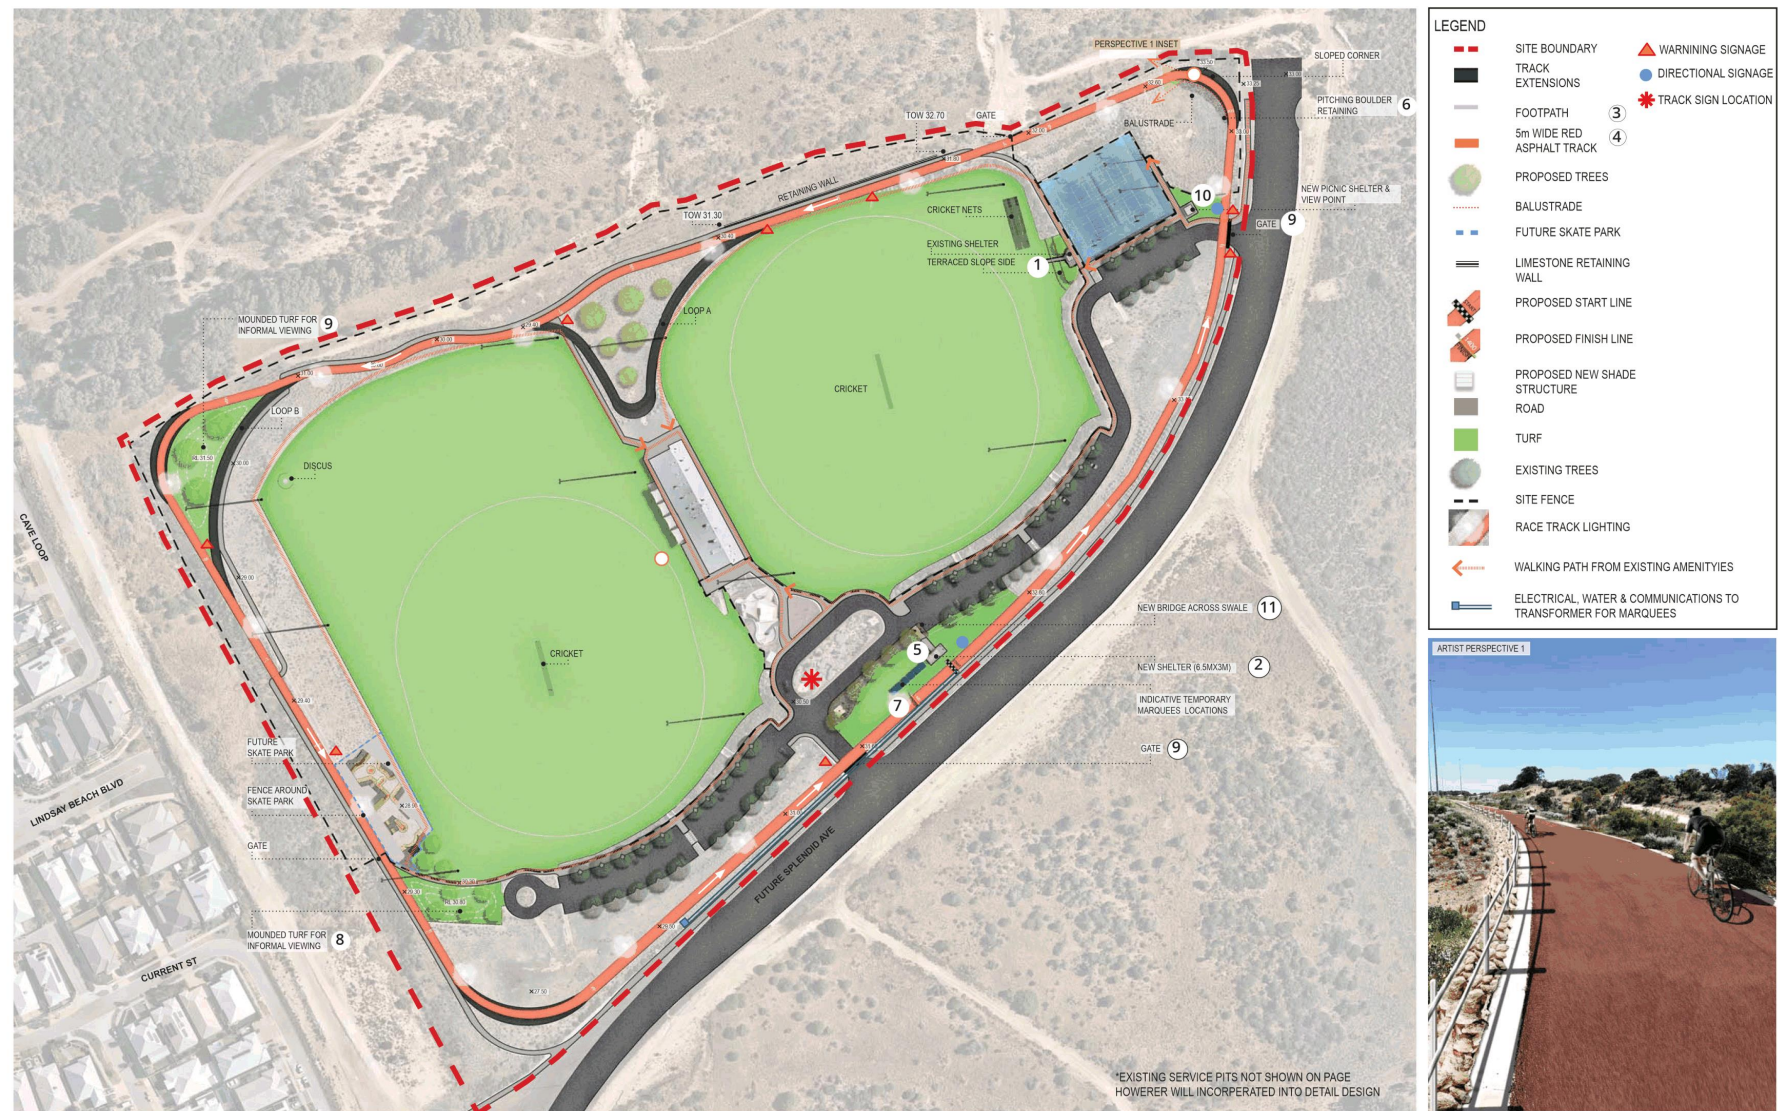 PERSPECTIVE 1 INSET
SLOPED CORNER
PITCHING BOULDER
RETAINING
6
TOW 32.70
GATE
BALUSTRADE
RETAINING WALL
TOW 31.30
CRICKET NETS
EXISTING SHELTER
TERRACED SLOPE SIDE
1
10
NEW PICNIC SHELTER &
VIEW POINT
GATE
9
MOUNDED TURF FOR
INFORMAL VIEWING
9
LOOP A
CRICKET
LOOP B
RL 31.50
DISCUS
CAVE LOOP
CRICKET
NEW BRIDGE ACROSS SWALE
11
5
NEW SHELTER (6.5MX3M)
2
7
INDICATIVE TEMPORARY
MARQUEES LOCATIONS
GATE
9
FUTURE
SKATE PARK
FENCE AROUND
SKATE PARK
GATE
LINDSAY BEACH BLVD
RL 30.80
MOUNDED TURF FOR
INFORMAL VIEWING
8
CURRENT ST
FUTURE SPLENDID AVE
27.50
*EXISTING SERVICE PITS NOT SHOWN ON PAGE
HOWERER WILL INCORPERATED INTO DETAIL DESIGN
LEGEND
SITE BOUNDARY
TRACK
EXTENSIONS
FOOTPATH
3
5m WIDE RED
ASPHALT TRACK
4
PROPOSED TREES
BALUSTRADE
FUTURE SKATE PARK
LIMESTONE RETAINING
WALL
PROPOSED START LINE
PROPOSED FINISH LINE
PROPOSED NEW SHADE
STRUCTURE
ROAD
TURF
EXISTING TREES
SITE FENCE
RACE TRACK LIGHTING
WALKING PATH FROM EXISTING AMENITYIES
ELECTRICAL, WATER & COMMUNICATIONS TO
TRANSFORMER FOR MARQUEES
WARNINING SIGNAGE
DIRECTIONAL SIGNAGE
TRACK SIGN LOCATION
ARTIST PERSPECTIVE 1